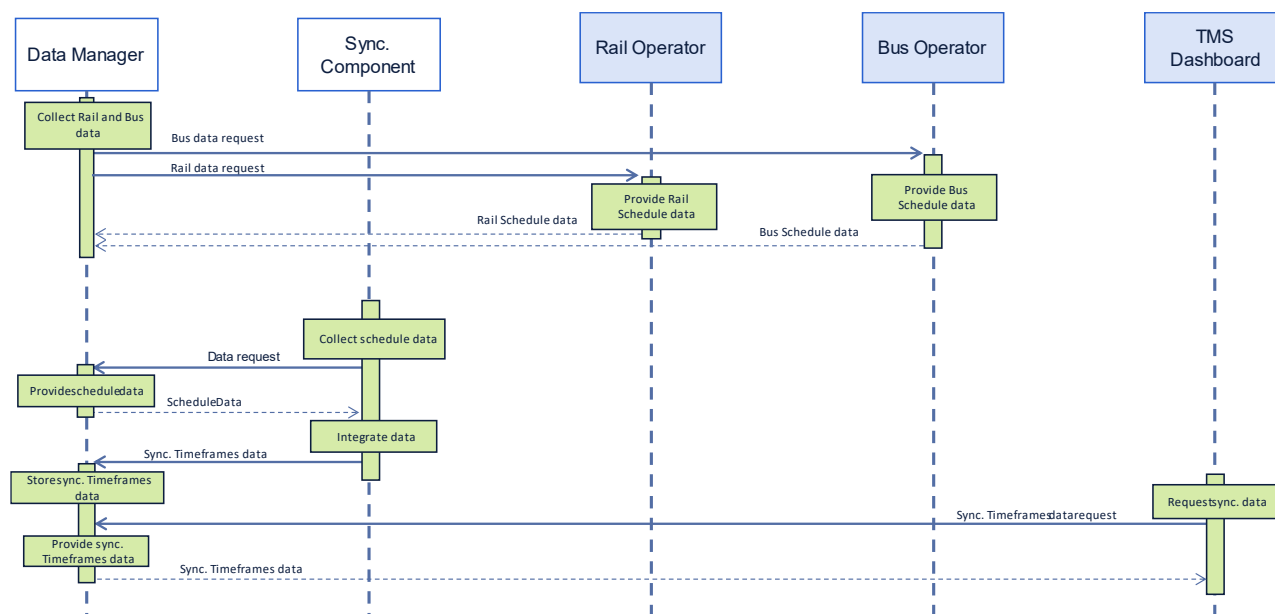 Data Manager
Sync.
Component
Rail Operator
Bus Operator
TMS
Dashboard
Collect Rail and Bus
data
Bus data request
Rail data request
Provide Rail
Schedule data
Provide Bus
Schedule data
Rail Schedule data
Bus Schedule data
Collect schedule data
Data request
Providescheduledata
ScheduleData
Integrate data
Sync. Timeframes data
Storesync. Timeframes
data
Requestsync. data
Sync. Timeframesdatarequest
Provide sync.
Timeframes data
Sync. Timeframes data